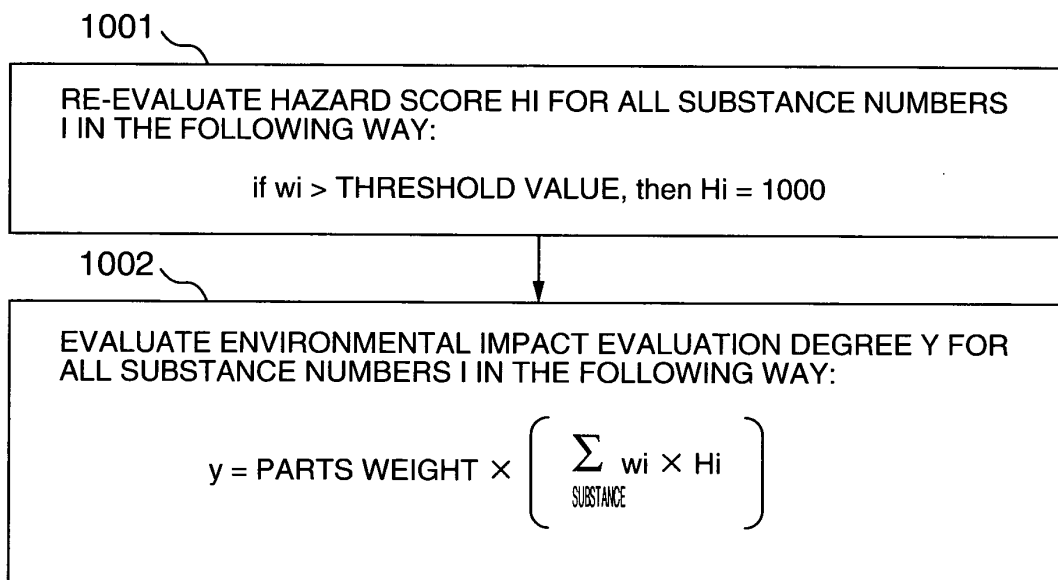 1001
RE-EVALUATE HAZARD SCORE HI FOR ALL SUBSTANCE NUMBERS
I IN THE FOLLOWING WAY:
if wi > THRESHOLD VALUE, then Hi = 1000
1002
EVALUATE ENVIRONMENTAL IMPACT EVALUATION DEGREE Y FOR
ALL SUBSTANCE NUMBERS I IN THE FOLLOWING WAY:
y = PARTS WEIGHT × ( Σ wi × Hi )
SUBSTANCE